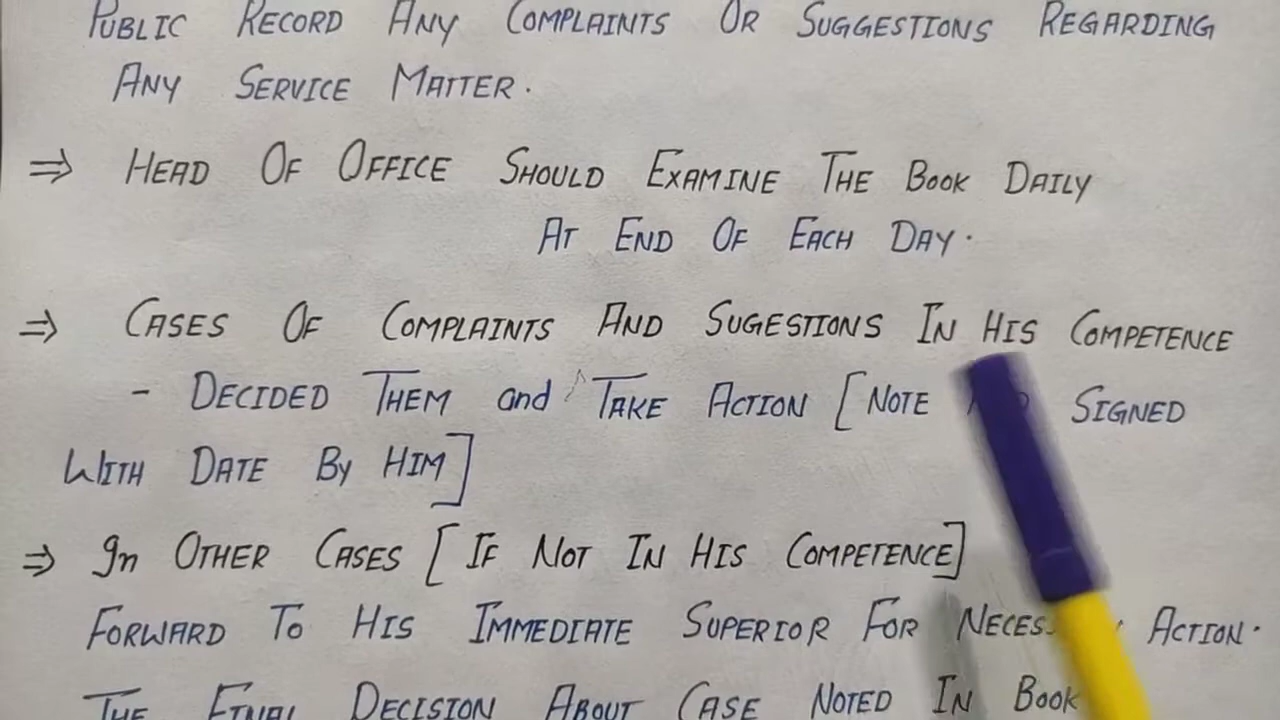 PUBLIC RECORD ANY COMPLAINTS OR SUGGESTIONS REGARDING
ANY SERVICE MATTER.
⇒ HEAD OF OFFICE SHOULD EXAMINE THE BOOK DAILY
AT END OF EACH DAY.
⇒ CASES OF COMPLAINTS AND SUGESTIONS IN HIS COMPETENCE
- DECIDED THEM and TAKE ACTION [NOTE SIGNED
WITH DATE BY HIM]
⇒ In OTHER CASES [IF NOT IN HIS COMPETENCE]
FORWARD TO HIS IMMEDIATE SUPERIOR FOR ACTION.
THE FINAL DECISION ABOUT CASE NOTED IN BOOK